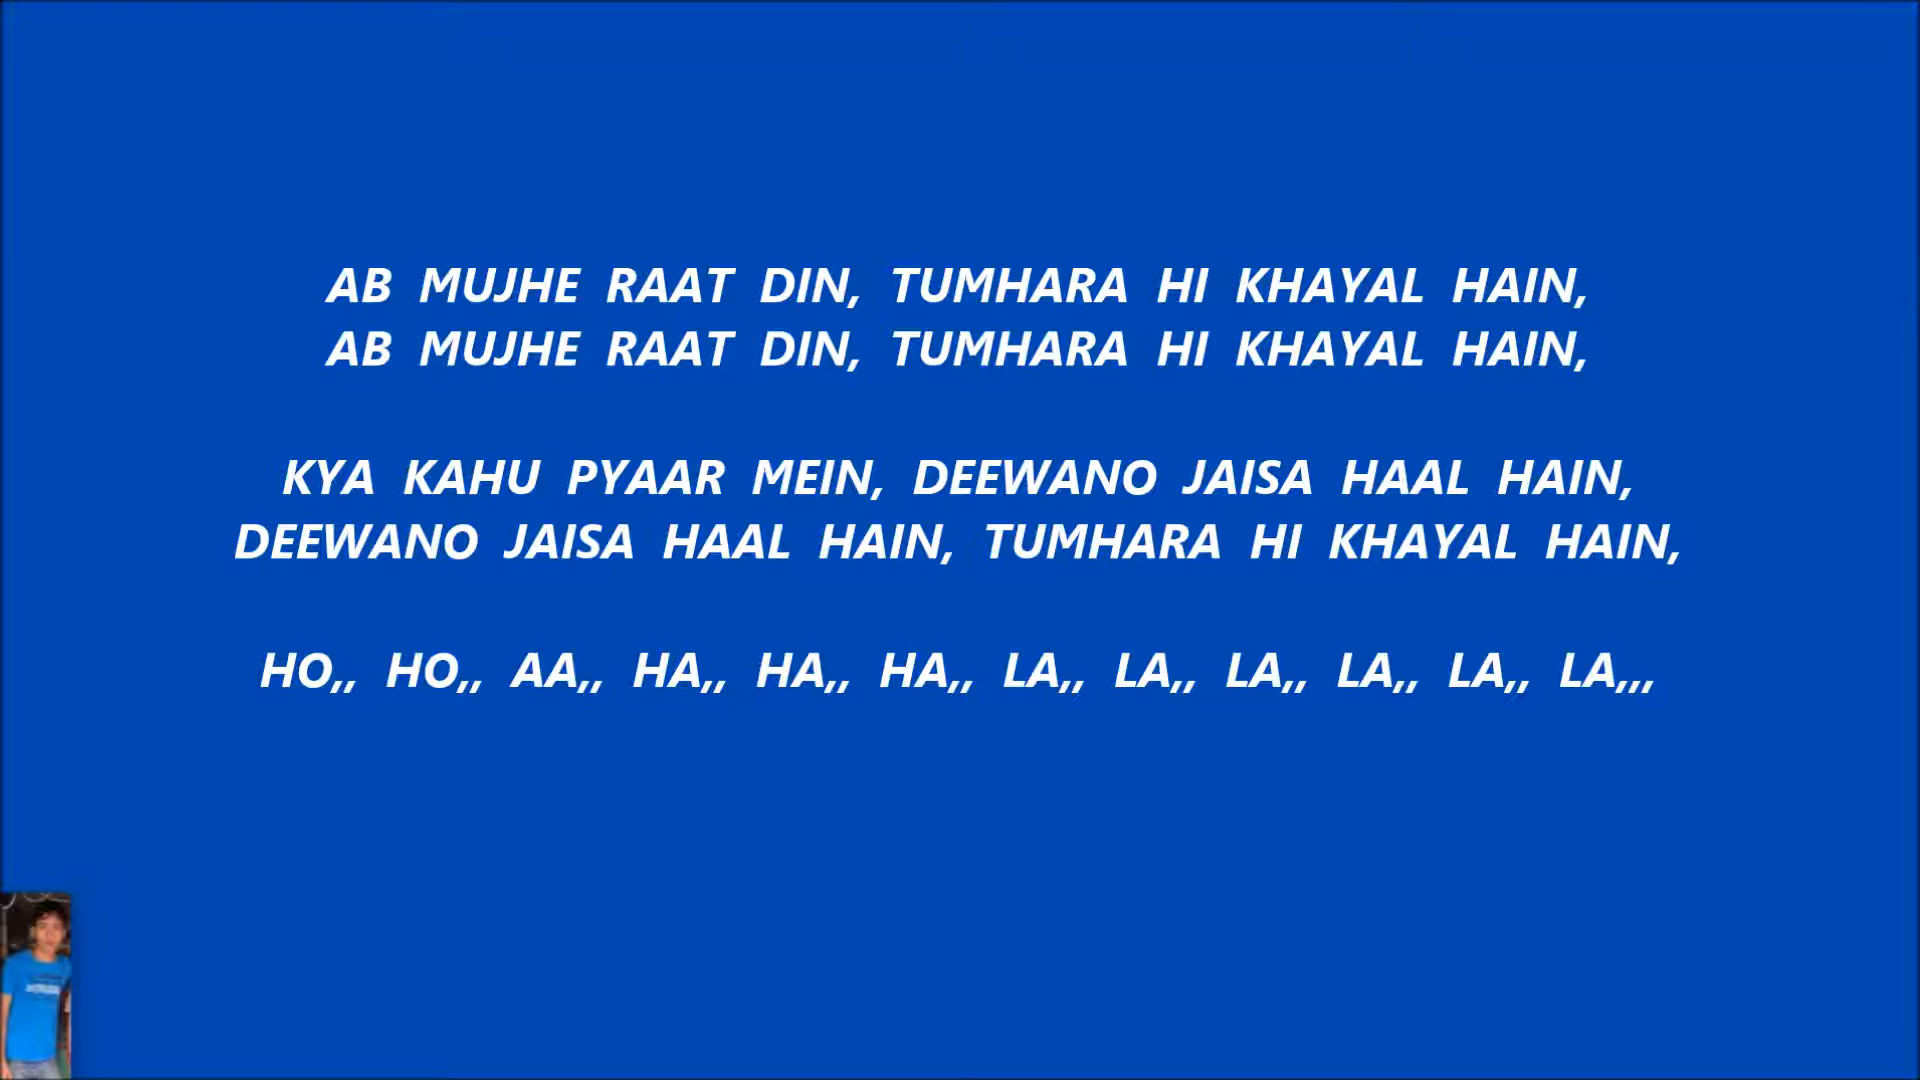 AB MUJHE RAAT DIN, TUMHARA HI KHAYAL HAIN,
AB MUJHE RAAT DIN, TUMHARA HI KHAYAL HAIN,
KYA KAHU PYAAR MEIN, DEEWANO JAISA HAAL HAIN,
DEEWANO JAISA HAAL HAIN, TUMHARA HI KHAYAL HAIN,
HO,, HO,, AA,, HA,, HA,, HA,, LA,, LA,, LA,, LA,, LA,, LA,,,